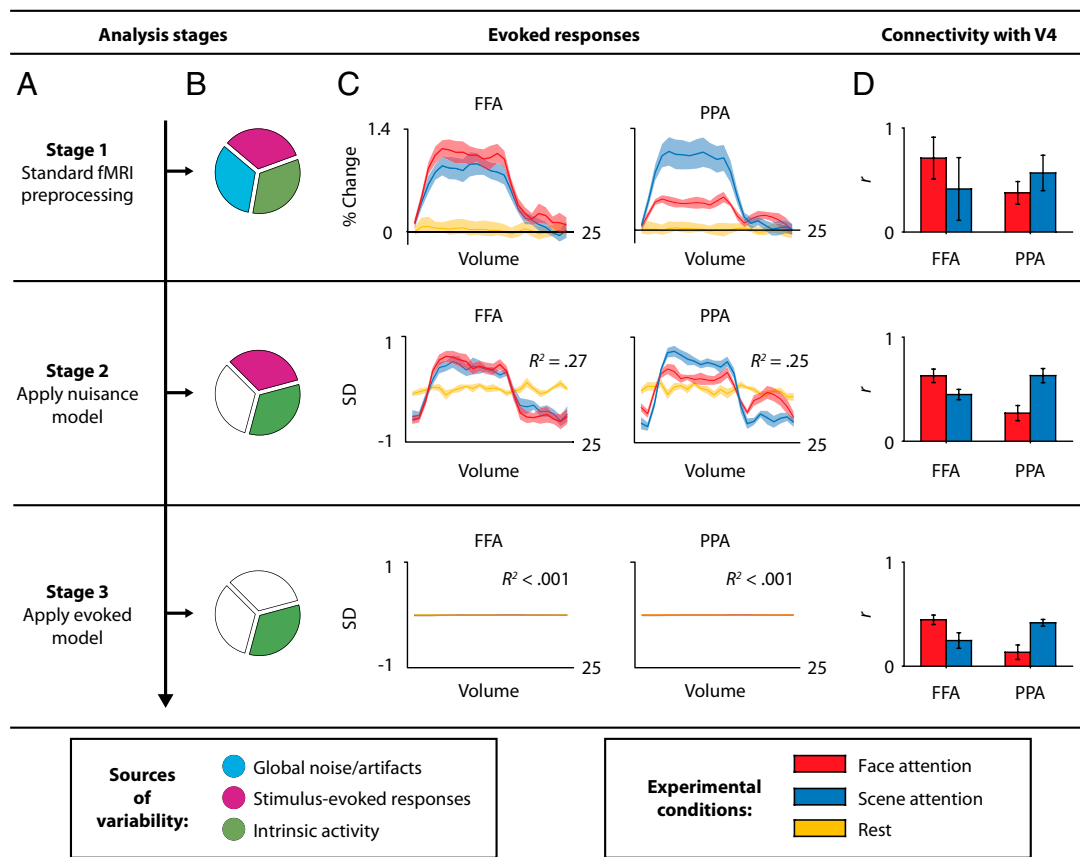 Analysis stages
Evoked responses
Connectivity with V4
A
B
C
D
Stage 1
Standard fMRI
preprocessing
FFA
1.4
% Change
0
25
Volume
PPA
25
Volume
1
r
0
FFA
PPA
Stage 2
Apply nuisance
model
FFA
1
SD
-1
R² = .27
25
Volume
PPA
R² = .25
25
Volume
1
r
0
FFA
PPA
Stage 3
Apply evoked
model
FFA
1
SD
-1
R² < .001
25
Volume
PPA
R² < .001
25
Volume
1
r
0
FFA
PPA
Sources
of
variability:
Global noise/artifacts
Stimulus-evoked responses
Intrinsic activity
Experimental
conditions:
Face attention
Scene attention
Rest